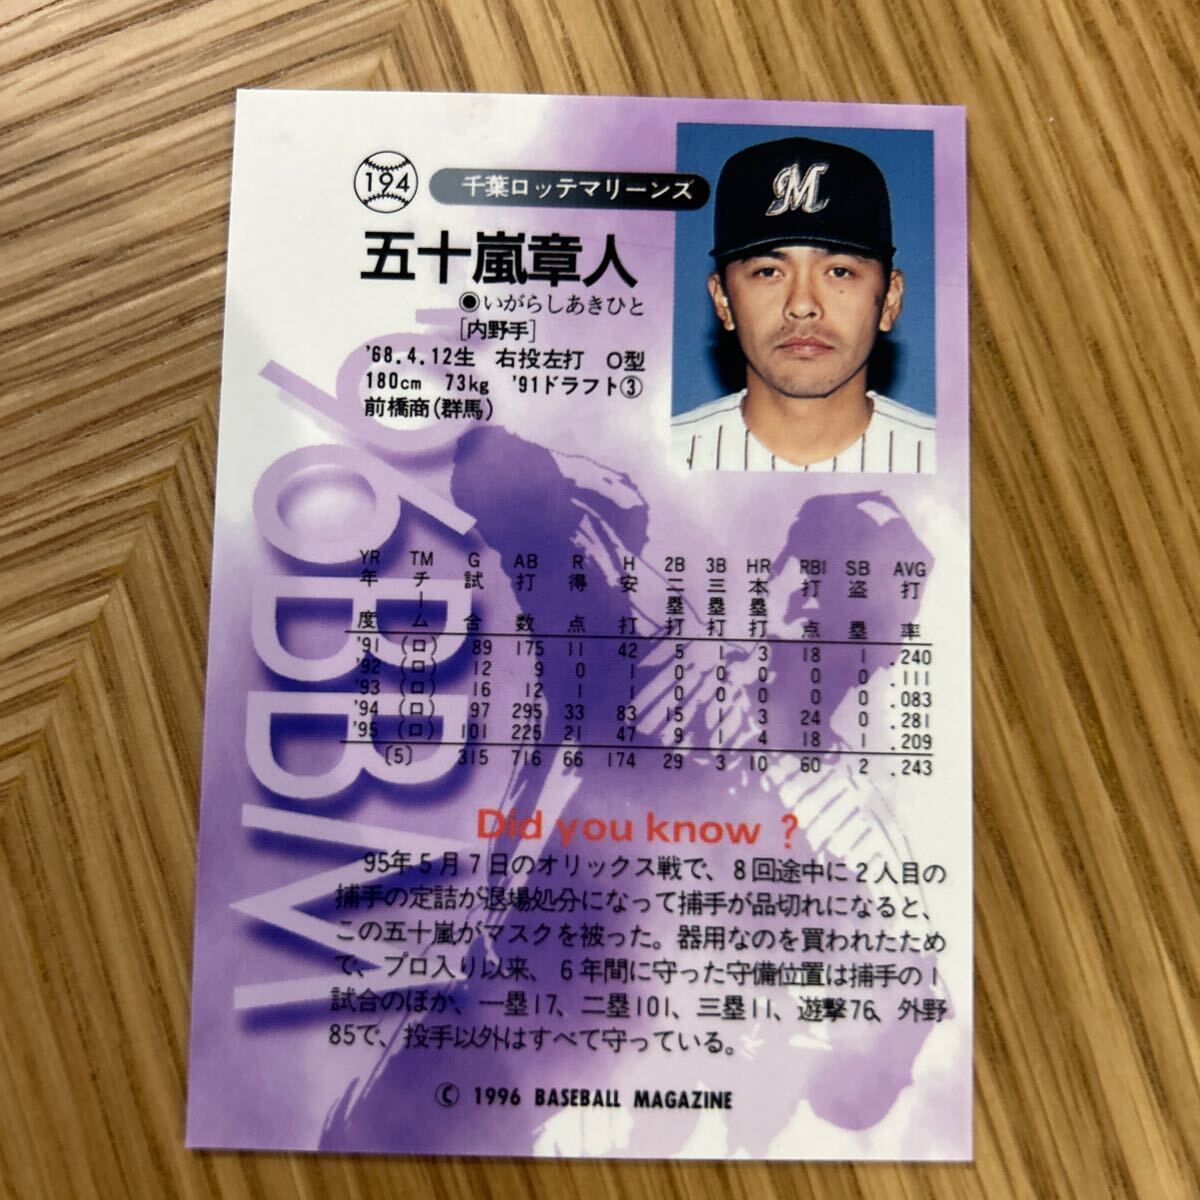 194
千葉ロッテマリーンズ
M
五十嵐章人
◉いがらしあきひと
[内野手]
'68.4.12生 右投左打 O型
180cm 73kg '91ドラフト③
前橋商(群馬)
'96BBM
YR TM G AB R H 2B 3B HR RBI SB AVG
年度 チーム 試合 打数 得点 安打 二塁打 三塁打 本塁打 打点 盗塁 打率
'91 (ロ) 89 175 11 42 5 1 3 18 1 .240
'92 (ロ) 12 9 0 1 0 0 0 0 0 .111
'93 (ロ) 16 12 1 1 0 0 0 0 0 .083
'94 (ロ) 97 295 33 83 15 1 3 24 0 .281
'95 (ロ) 101 225 21 47 9 1 4 18 1 .209
(5) 315 716 66 174 29 3 10 60 2 .243
Did you know ?
95年5月7日のオリックス戦で、8回途中に2人目の
捕手の定詰が退場処分になって捕手が品切れになると、
この五十嵐がマスクを被った。器用なのを買われたため
で、プロ入り以来、6年間に守った守備位置は捕手の1
試合のほか、一塁17、二塁101、三塁11、遊撃76、外野
85で、投手以外はすべて守っている。
© 1996 BASEBALL MAGAZINE